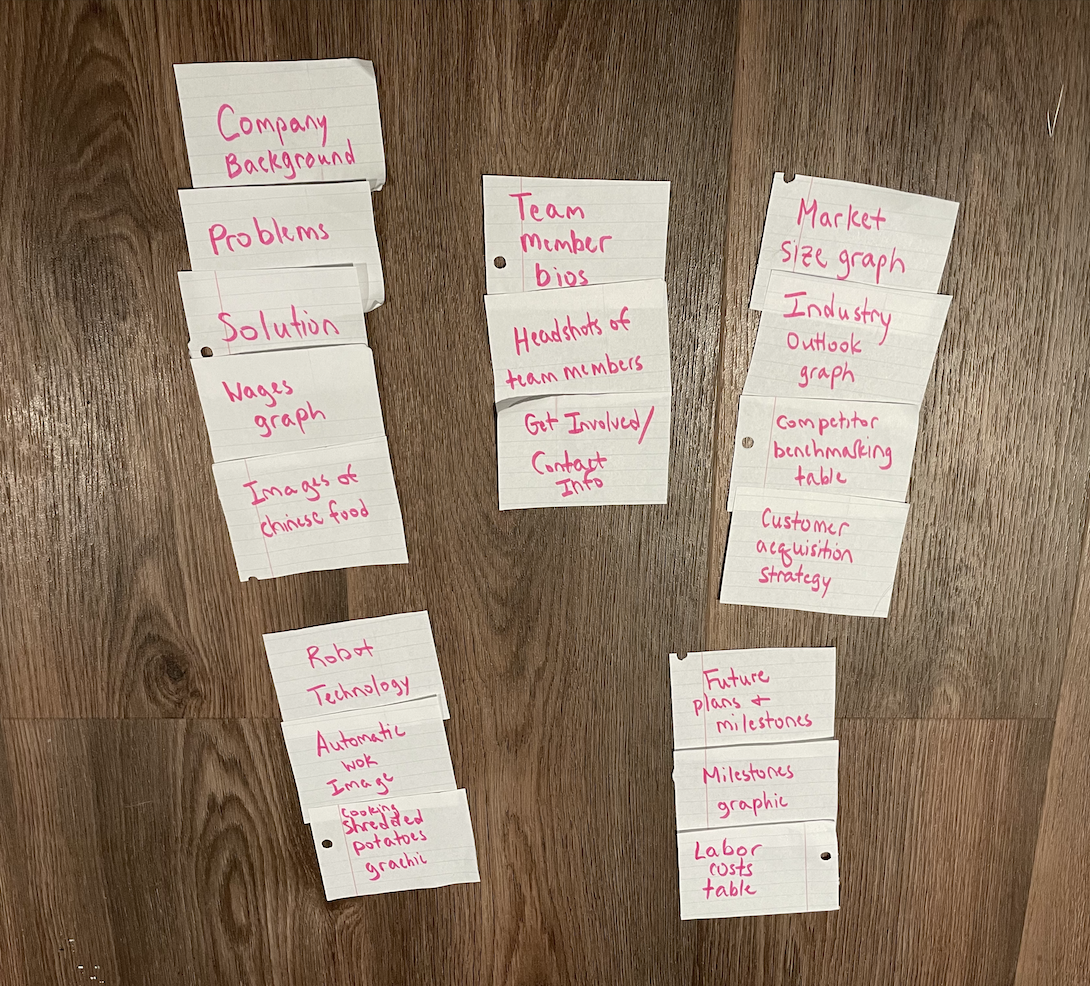 Company
Background
Problems
Solution
Wages
graph
Images of
chinese food
Team
member
bios
Headshots of
team members
Get Involved/
Contact
Info
Market
size graph
Industry
Outlook
graph
Competitor
benchmarking
table
Customer
acquisition
strategy
Robot
Technology
Automatic
wok
Image
Cooking
Shredded
potatoes
grachic
Future
plans +
milestones
Milestones
graphic
Labor
costs
table